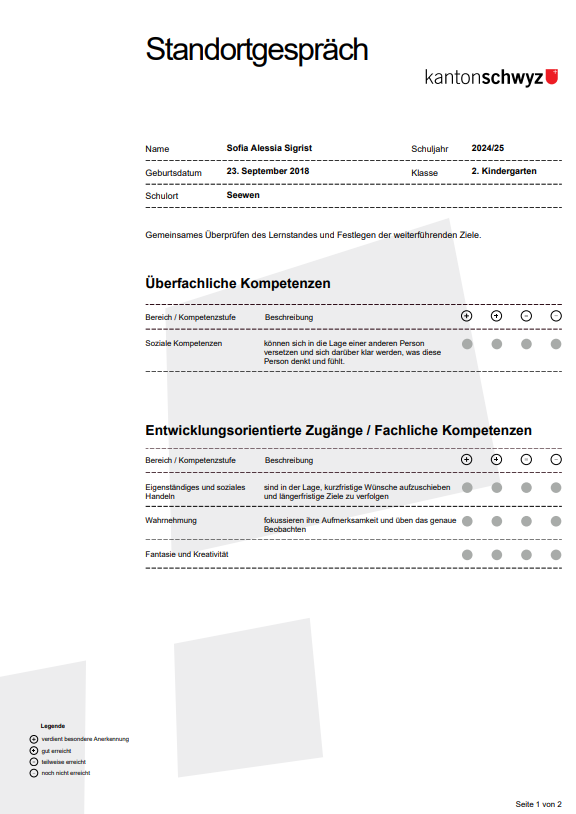 Standortgespräch
kantonschwyz
Name Sofia Alessia Sigrist Schuljahr 2024/25
Geburtsdatum 23. September 2018 Klasse 2. Kindergarten
Schulort Seewen
Gemeinsames Überprüfen des Lernstandes und Festlegen der weiterführenden Ziele.
Überfachliche Kompetenzen
Bereich / Kompetenzstufe Beschreibung
Soziale Kompetenzen können sich in die Lage einer anderen Person
versetzen und sich darüber klar werden, was diese
Person denkt und fühlt.
Entwicklungsorientierte Zugänge / Fachliche Kompetenzen
Bereich / Kompetenzstufe Beschreibung
Eigenständiges und soziales sind in der Lage, kurzfristige Wünsche aufzuschieben
Handeln und längerfristige Ziele zu verfolgen
Wahrnehmung fokussieren ihre Aufmerksamkeit und üben das genaue
Beobachten
Fantasie und Kreativität
Legende
verdient besondere Anerkennung
gut erreicht
teilweise erreicht
noch nicht erreicht
Seite 1 von 2